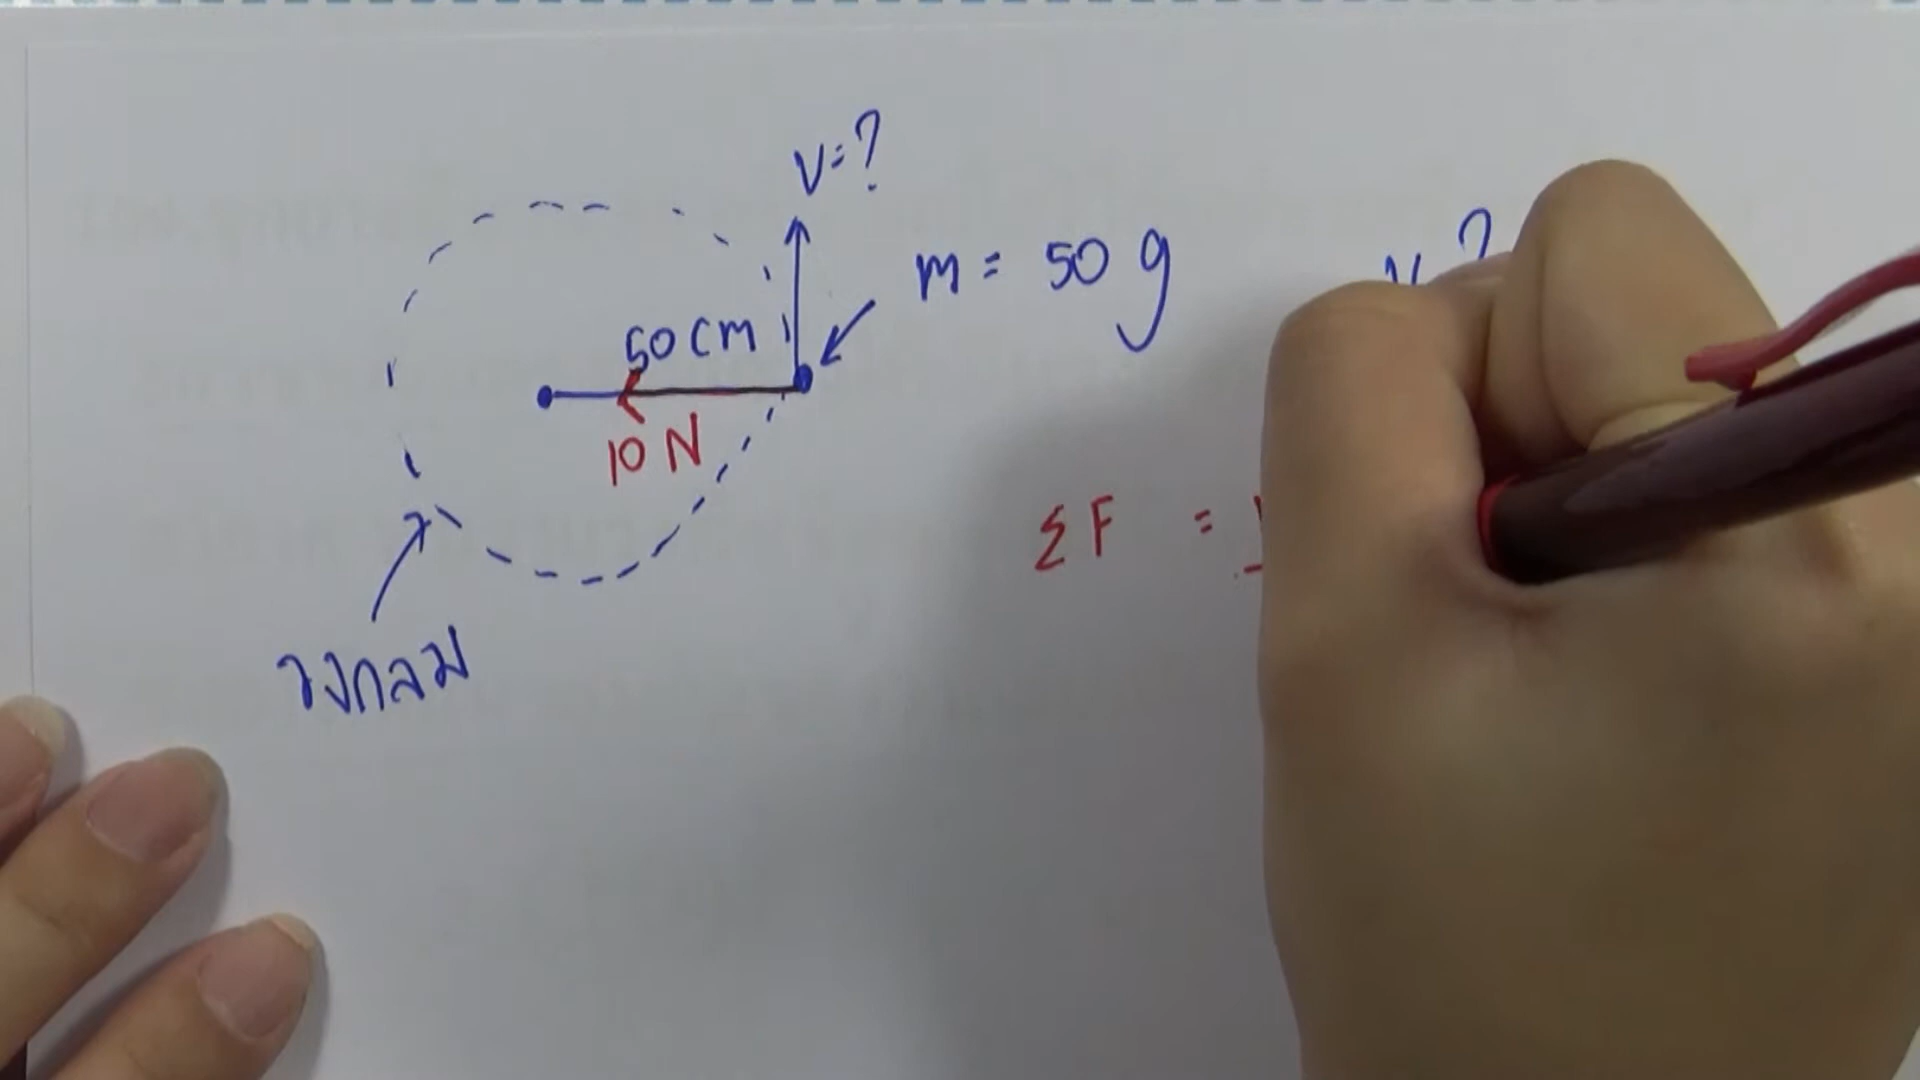 v = ?
m = 50 g
50 cm
10 N
ΣF =
วงกลม